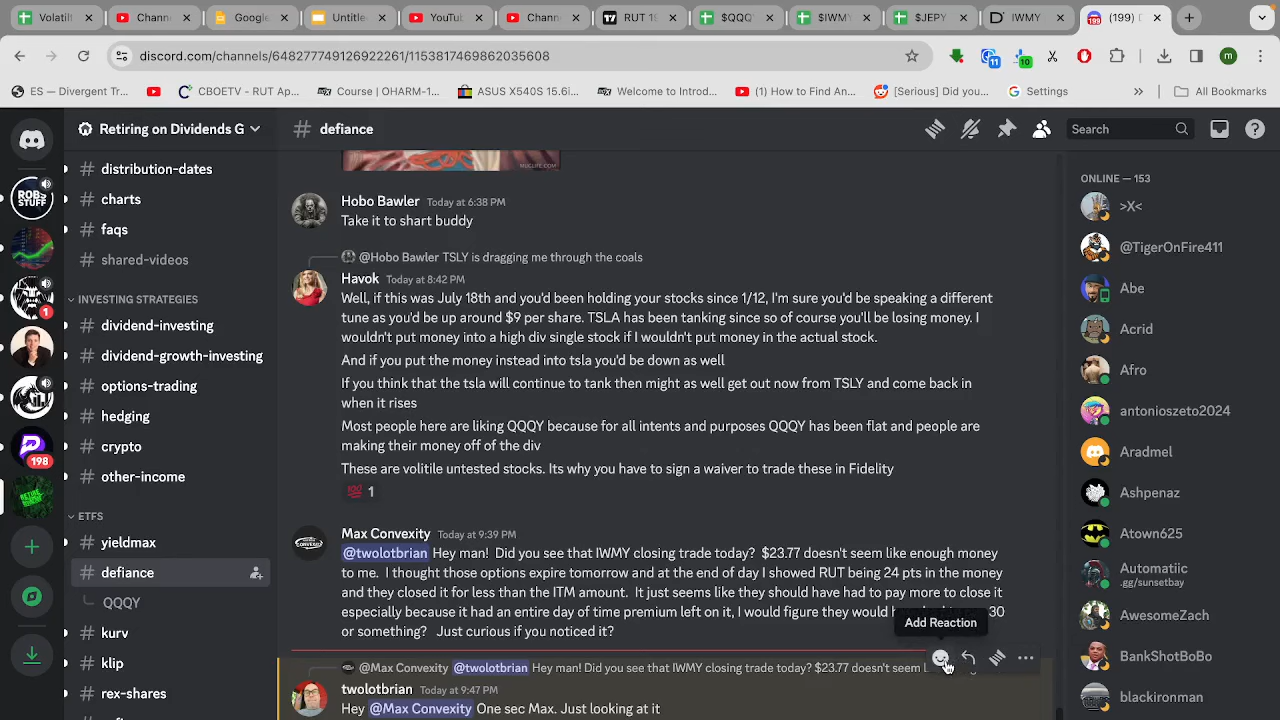 Volatili
Channe
Google
Untitle
YouTu
Channe
RUT 19
$QQQ
$IWMY
$JEPY
IWMY
(199) D
discord.com/channels/648277749126922261/1153817469862035608
11
10
m
ES — Divergent Tr...
CBOETV - RUT Ap...
Course | OHARM-1...
ASUS X540S 15.6i...
Welcome to Introd...
(1) How to Find An...
[Serious] Did you...
Settings
All Bookmarks
Retiring on Dividends G
# defiance
Search
# distribution-dates
# charts
# faqs
# shared-videos
INVESTING STRATEGIES
# dividend-investing
# dividend-growth-investing
# options-trading
# hedging
# crypto
# other-income
ETFS
# yieldmax
# defiance
QQQY
# kurv
# klip
# rex-shares
ROB
STUFF
1
198
MUGLIFE.COM
Hobo Bawler Today at 6:38 PM
Take it to shart buddy
@Hobo Bawler TSLY is dragging me through the coals
Havok Today at 8:42 PM
Well, if this was July 18th and you'd been holding your stocks since 1/12, I'm sure you'd be speaking a different
tune as you'd be up around $9 per share. TSLA has been tanking since so of course you'll be losing money. I
wouldn't put money into a high div single stock if I wouldn't put money in the actual stock.
And if you put the money instead into tsla you'd be down as well
If you think that the tsla will continue to tank then might as well get out now from TSLY and come back in
when it rises
Most people here are liking QQQY because for all intents and purposes QQQY has been flat and people are
making their money off of the div
These are volitile untested stocks. Its why you have to sign a waiver to trade these in Fidelity
1
Max Convexity Today at 9:39 PM
@twolotbrian Hey man! Did you see that IWMY closing trade today? $23.77 doesn't seem like enough money
to me. I thought those options expire tomorrow and at the end of day I showed RUT being 24 pts in the money
and they closed it for less than the ITM amount. It just seems like they should have had to pay more to close it
especially because it had an entire day of time premium left on it, I would figure they would 30
or something? Just curious if you noticed it?
Add Reaction
@Max Convexity @twolotbrian Hey man! Did you see that IWMY closing trade today? $23.77 doesn't seem
twolotbrian Today at 9:47 PM
Hey @Max Convexity One sec Max. Just looking at it
ONLINE — 153
>X<
@TigerOnFire411
Abe
Acrid
Afro
antonioszeto2024
Aradmel
Ashpenaz
Atown625
Automatiic
.gg/sunsetbay
AwesomeZach
BankShotBoBo
blackironman